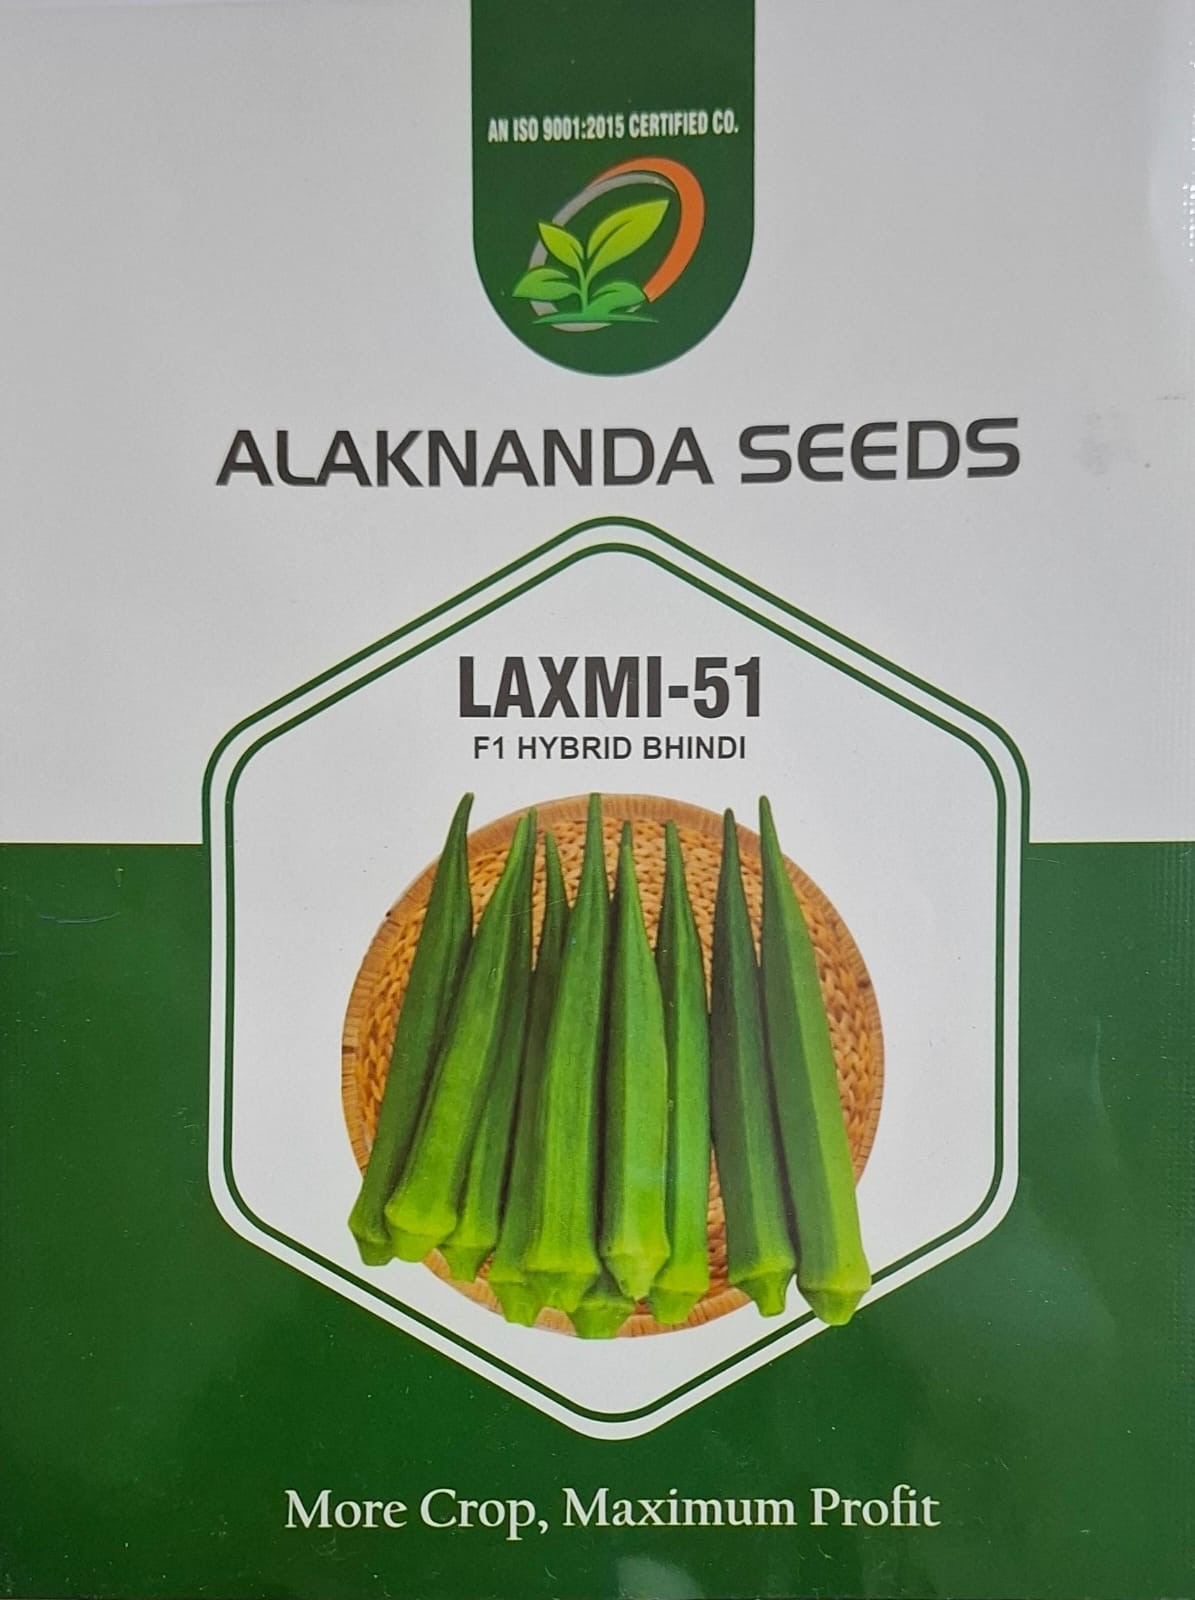 AN ISO 9001:2015 CERTIFIED CO.
ALAKNANDA SEEDS
LAXMI-51
F1 HYBRID BHINDI
More Crop, Maximum Profit